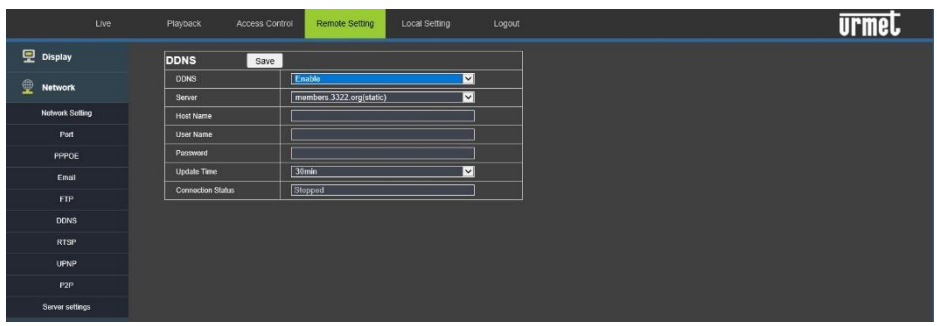 Live Playback Access Control Remote Setting Local Setting Logout urmet
Display
Network
Network Setting
Port
PPPOE
Email
FTP
DDNS
RTSP
UPNP
P2P
Server settings
DDNS Save
DDNS Enable
Server members.3322.org(static)
Host Name
User Name
Password
Update Time 30min
Connection Status Stopped